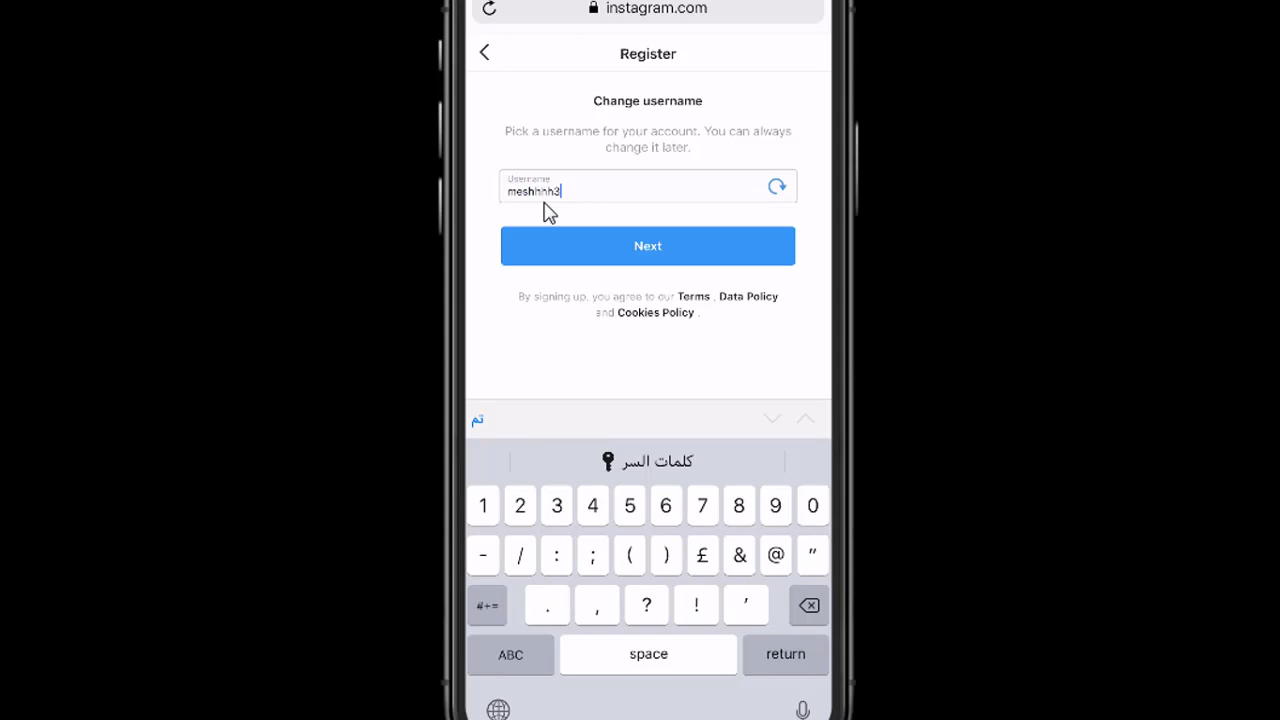 instagram.com
Register
Change username
Pick a username for your account. You can always
change it later.
Username
meshhhh3
Next
By signing up, you agree to our Terms , Data Policy
and Cookies Policy .
تم
كلمات السر
1 2 3 4 5 6 7 8 9 0
- / : ; ( ) £ & @ "
#+= . , ? ! '
ABC space return